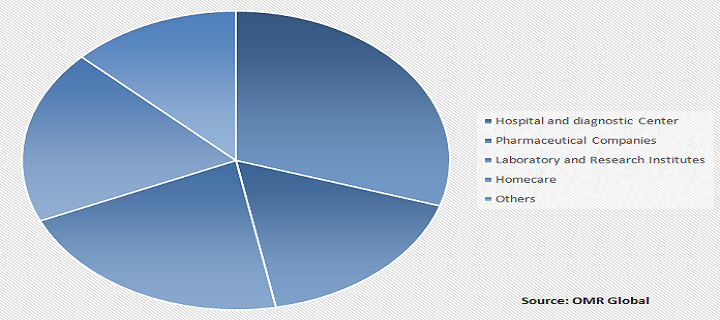 Hospital and diagnostic Center
Pharmaceutical Companies
Laboratory and Research Institutes
Homecare
Others
Source: OMR Global